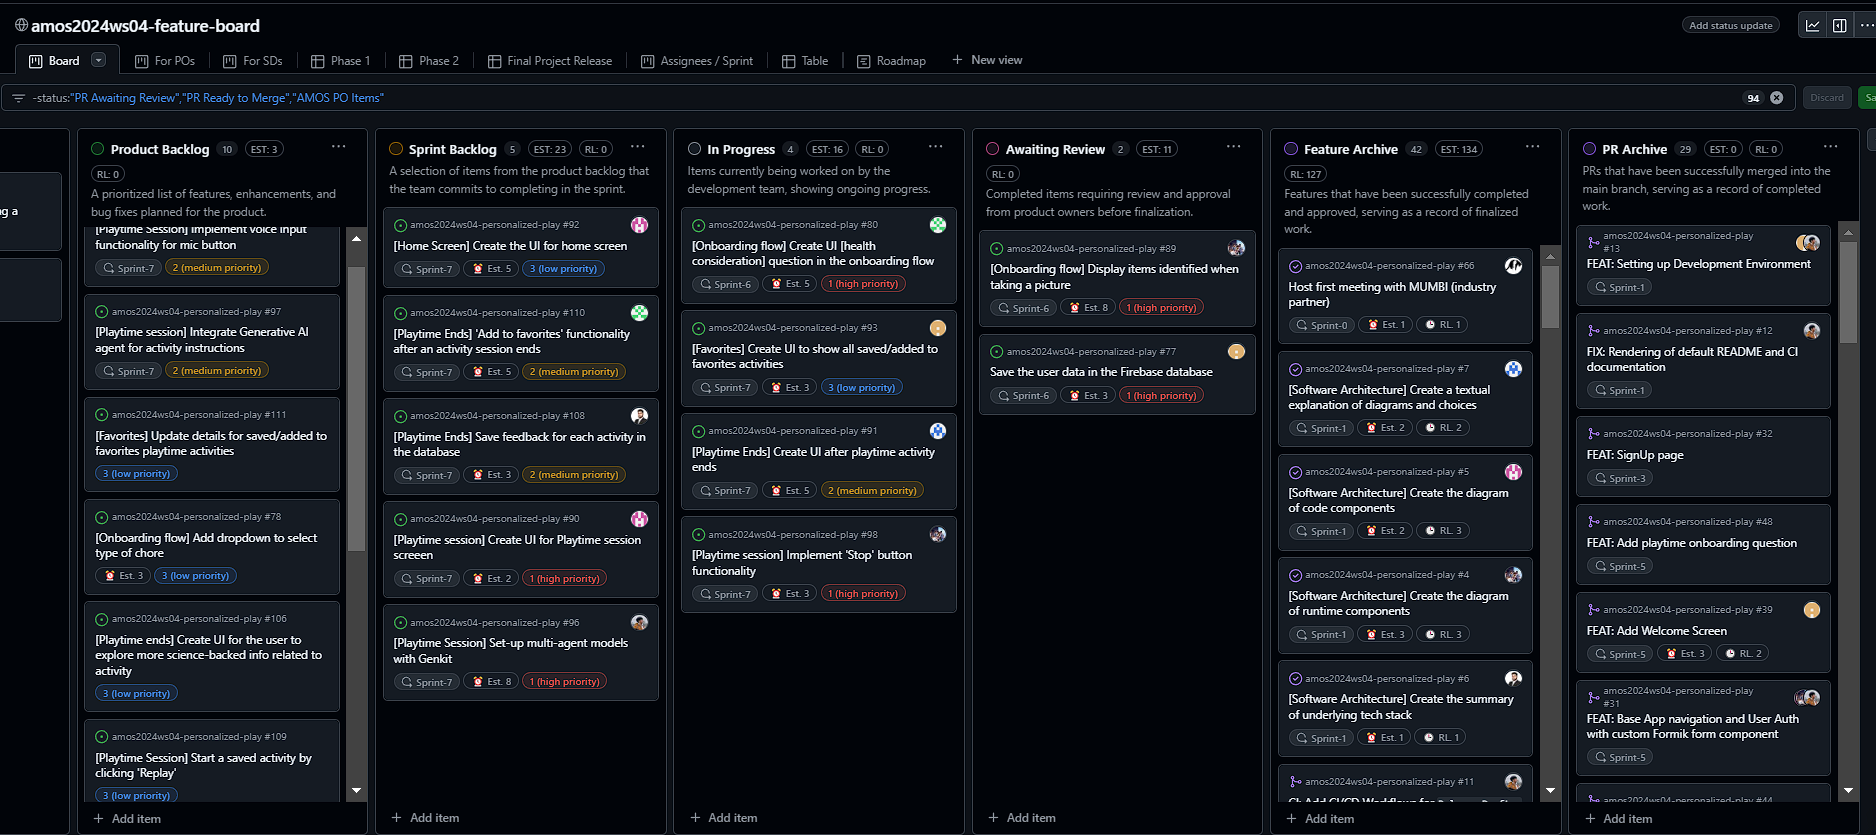 amos2024ws04-feature-board
Add status update
Board
For POs
For SDs
Phase 1
Phase 2
Final Project Release
Assignees / Sprint
Table
Roadmap
New view
-status:"PR Awaiting Review","PR Ready to Merge","AMOS PO Items"
94
Discard
Sa
g a
Product Backlog 10 EST: 3
RL: 0
A prioritized list of features, enhancements, and
bug fixes planned for the product.
[Playtime Session] Implement voice input
functionality for mic button
Sprint-7 2 (medium priority)
amos2024ws04-personalized-play #97
[Playtime session] Integrate Generative AI
agent for activity instructions
Sprint-7 2 (medium priority)
amos2024ws04-personalized-play #111
[Favorites] Update details for saved/added to
favorites playtime activities
3 (low priority)
amos2024ws04-personalized-play #78
[Onboarding flow] Add dropdown to select
type of chore
Est. 3 3 (low priority)
amos2024ws04-personalized-play #106
[Playtime ends] Create UI for the user to
explore more science-backed info related to
activity
3 (low priority)
amos2024ws04-personalized-play #109
[Playtime Session] Start a saved activity by
clicking 'Replay'
3 (low priority)
Add item
Sprint Backlog 5 EST: 23 RL: 0
A selection of items from the product backlog that
the team commits to completing in the sprint.
amos2024ws04-personalized-play #92
[Home Screen] Create the UI for home screen
Sprint-7 Est. 5 3 (low priority)
amos2024ws04-personalized-play #110
[Playtime Ends] 'Add to favorites' functionality
after an activity session ends
Sprint-7 Est. 5 2 (medium priority)
amos2024ws04-personalized-play #108
[Playtime Ends] Save feedback for each activity in
the database
Sprint-7 Est. 3 2 (medium priority)
amos2024ws04-personalized-play #90
[Playtime session] Create UI for Playtime session
screeen
Sprint-7 Est. 2 1 (high priority)
amos2024ws04-personalized-play #96
[Playtime Session] Set-up multi-agent models
with Genkit
Sprint-7 Est. 8 1 (high priority)
Add item
In Progress 4 EST: 16 RL: 0
Items currently being worked on by the
development team, showing ongoing progress.
amos2024ws04-personalized-play #80
[Onboarding flow] Create UI [health
consideration] question in the onboarding flow
Sprint-6 Est. 5 1 (high priority)
amos2024ws04-personalized-play #93
[Favorites] Create UI to show all saved/added to
favorites activities
Sprint-7 Est. 3 3 (low priority)
amos2024ws04-personalized-play #91
[Playtime Ends] Create UI after playtime activity
ends
Sprint-7 Est. 5 2 (medium priority)
amos2024ws04-personalized-play #98
[Playtime session] Implement 'Stop' button
functionality
Sprint-7 Est. 3 1 (high priority)
Add item
Awaiting Review 2 EST: 11
RL: 0
Completed items requiring review and approval
from product owners before finalization.
amos2024ws04-personalized-play #89
[Onboarding flow] Display items identified when
taking a picture
Sprint-6 Est. 8 1 (high priority)
amos2024ws04-personalized-play #77
Save the user data in the Firebase database
Sprint-6 Est. 3 1 (high priority)
Add item
Feature Archive 42 EST: 134
RL: 127
Features that have been successfully completed
and approved, serving as a record of finalized
work.
amos2024ws04-personalized-play #66
Host first meeting with MUMBI (industry
partner)
Sprint-0 Est. 1 RL. 1
amos2024ws04-personalized-play #7
[Software Architecture] Create a textual
explanation of diagrams and choices
Sprint-1 Est. 2 RL. 2
amos2024ws04-personalized-play #5
[Software Architecture] Create the diagram
of code components
Sprint-1 Est. 2 RL. 3
amos2024ws04-personalized-play #4
[Software Architecture] Create the diagram
of runtime components
Sprint-1 Est. 3 RL. 3
amos2024ws04-personalized-play #6
[Software Architecture] Create the summary
of underlying tech stack
Sprint-1 Est. 1 RL. 1
amos2024ws04-personalized-play #11
CI: Add CI/CD Workflows for
Add item
PR Archive 29 EST: 0 RL: 0
PRs that have been successfully merged into the
main branch, serving as a record of completed
work.
amos2024ws04-personalized-play
#13
FEAT: Setting up Development Environment
Sprint-1
amos2024ws04-personalized-play #12
FIX: Rendering of default README and CI
documentation
Sprint-1
amos2024ws04-personalized-play #32
FEAT: SignUp page
Sprint-3
amos2024ws04-personalized-play #48
FEAT: Add playtime onboarding question
Sprint-5
amos2024ws04-personalized-play #39
FEAT: Add Welcome Screen
Sprint-5 Est. 3 RL. 2
amos2024ws04-personalized-play
#31
FEAT: Base App navigation and User Auth
with custom Formik form component
Sprint-5
amos2024ws04-personalized-play #44
Add item